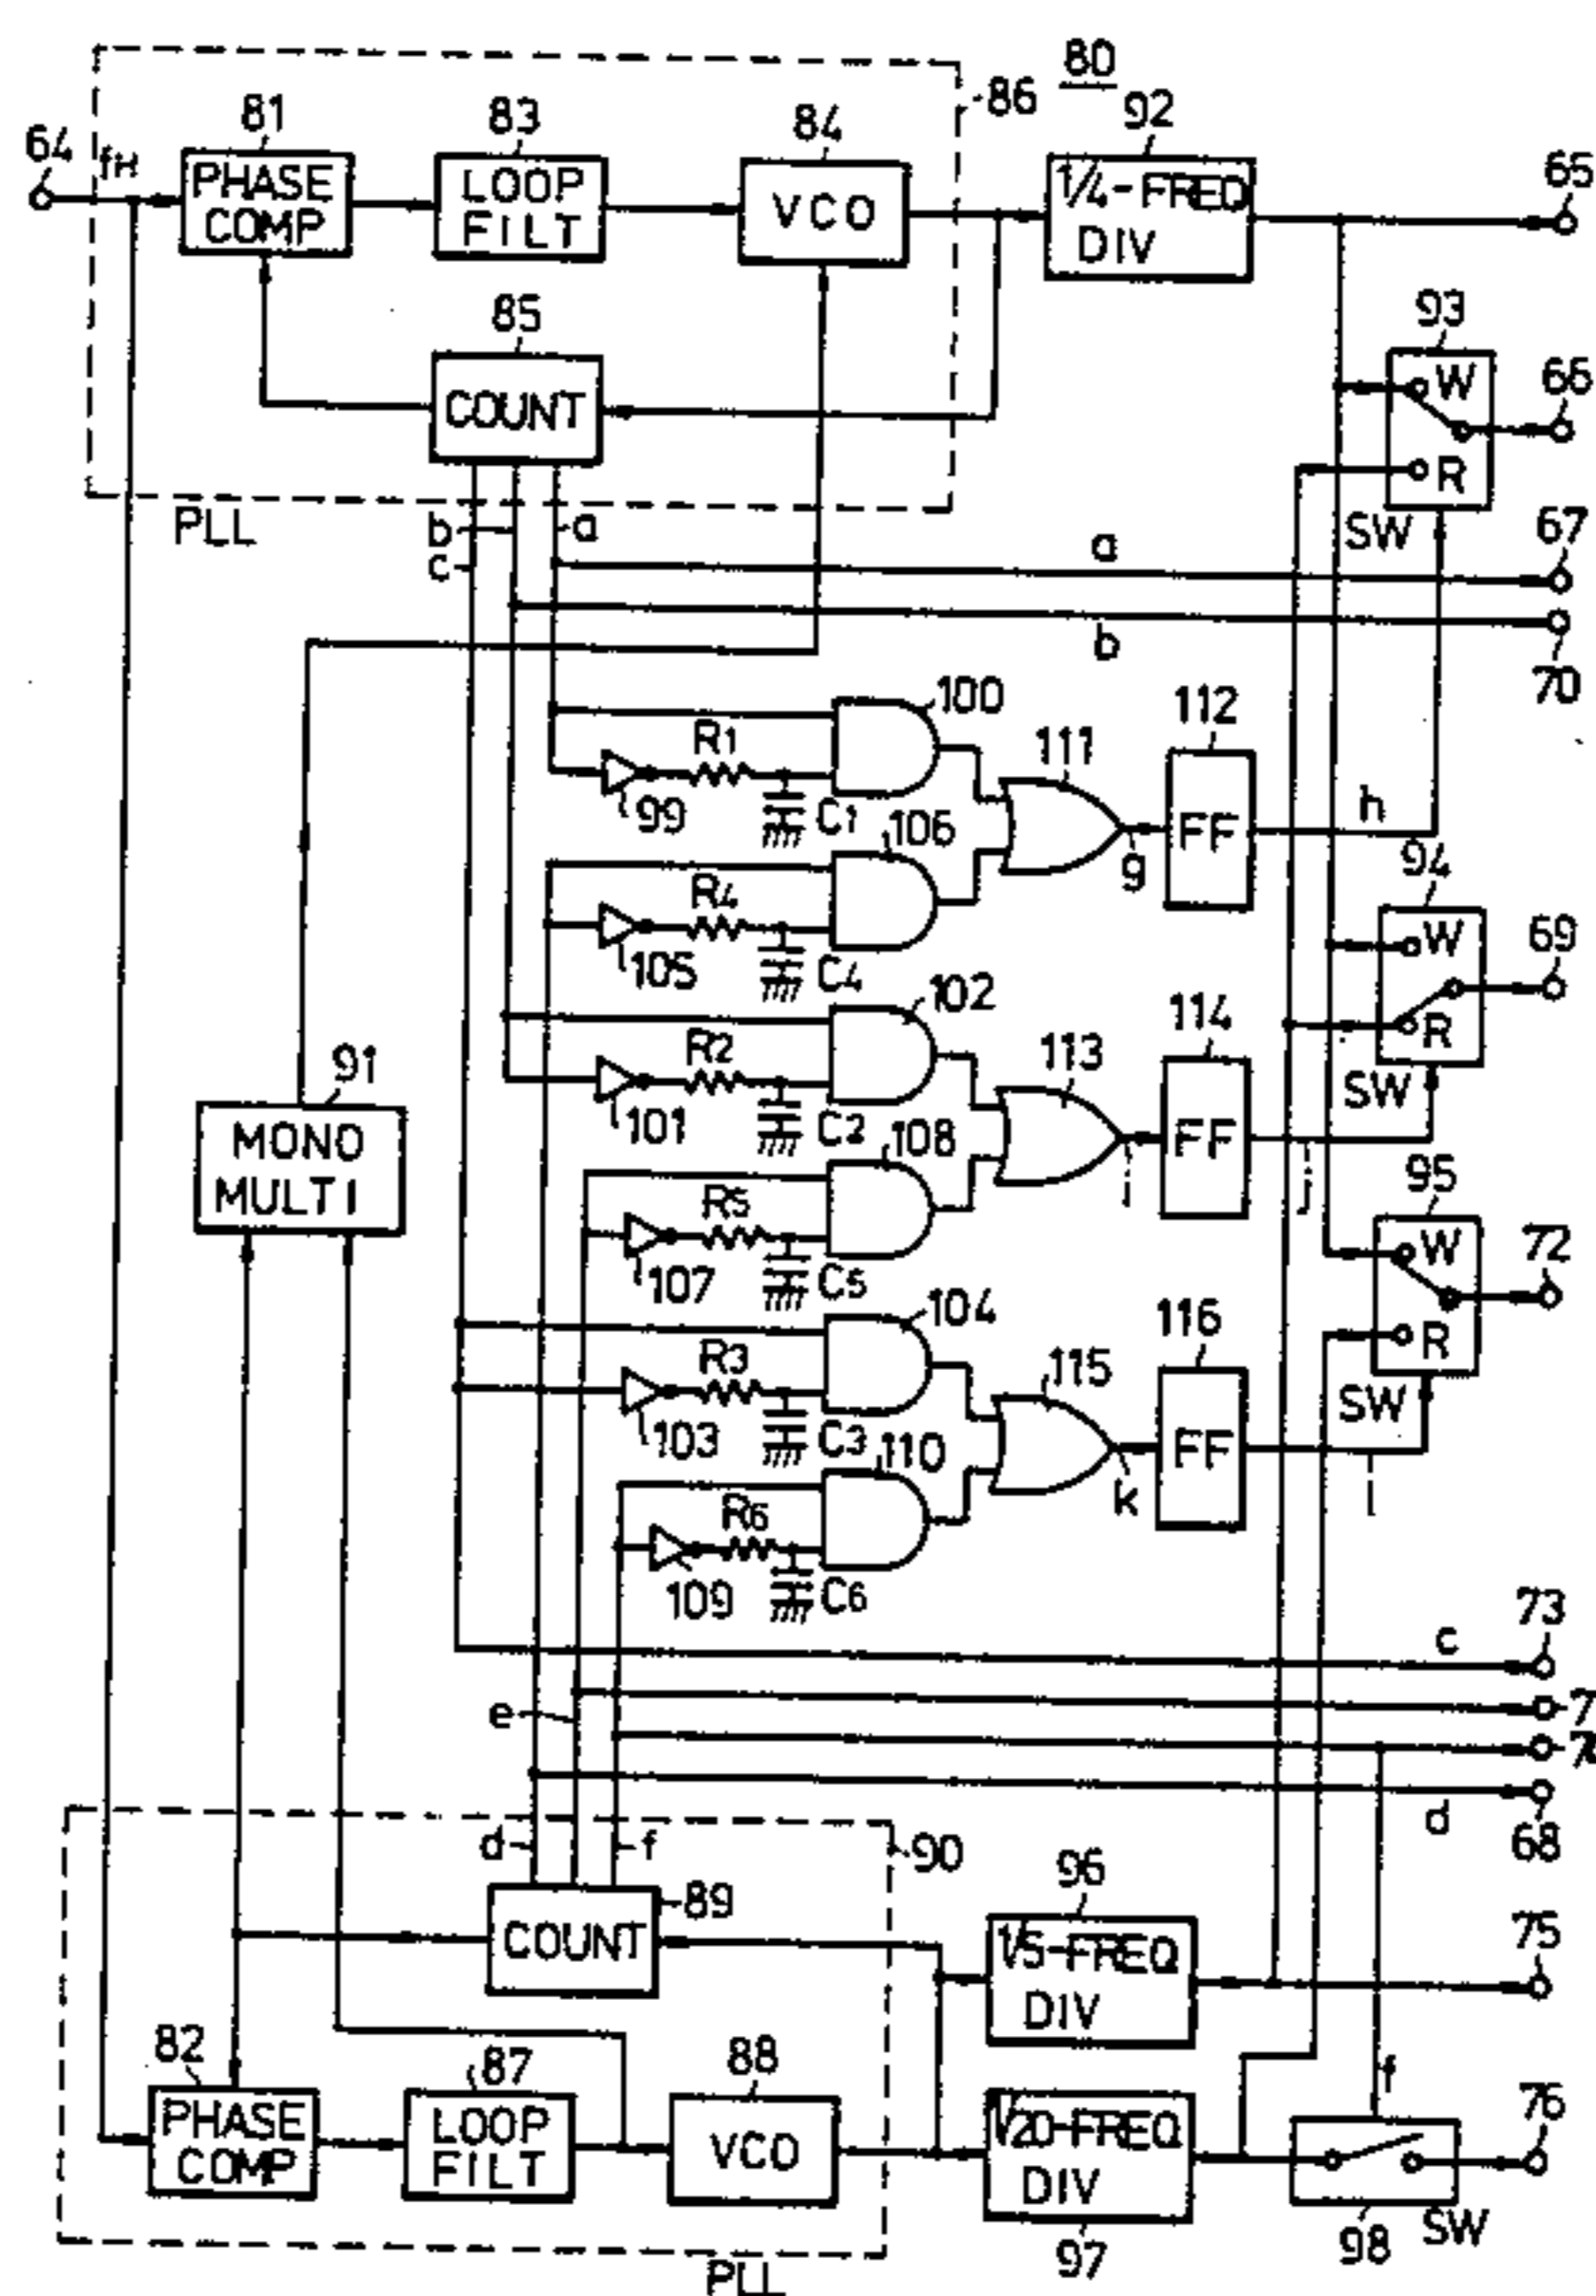 80
86
81
83
84
92
64
fH
PHASE
COMP
LOOP
FILT
VCO
1/4-FREQ
DIV
65
85
COUNT
93
W
R
66
SW
PLL
b
a
c
a
67
b
70
100
112
R1
111
99
C1
106
h
FF
g
94
R4
W
69
105
C4
102
114
R
R2
113
SW
91
101
C2
108
FF
MONO
MULTI
i
j
95
R5
W
72
107
C5
104
116
R
R3
115
SW
103
C3
110
FF
R6
k
l
109
C6
73
c
e
d
68
d
f
90
96
89
COUNT
1/5-FREQ
DIV
75
82
87
88
f
PHASE
COMP
LOOP
FILT
VCO
1/20-FREQ
DIV
76
98
SW
97
PLL